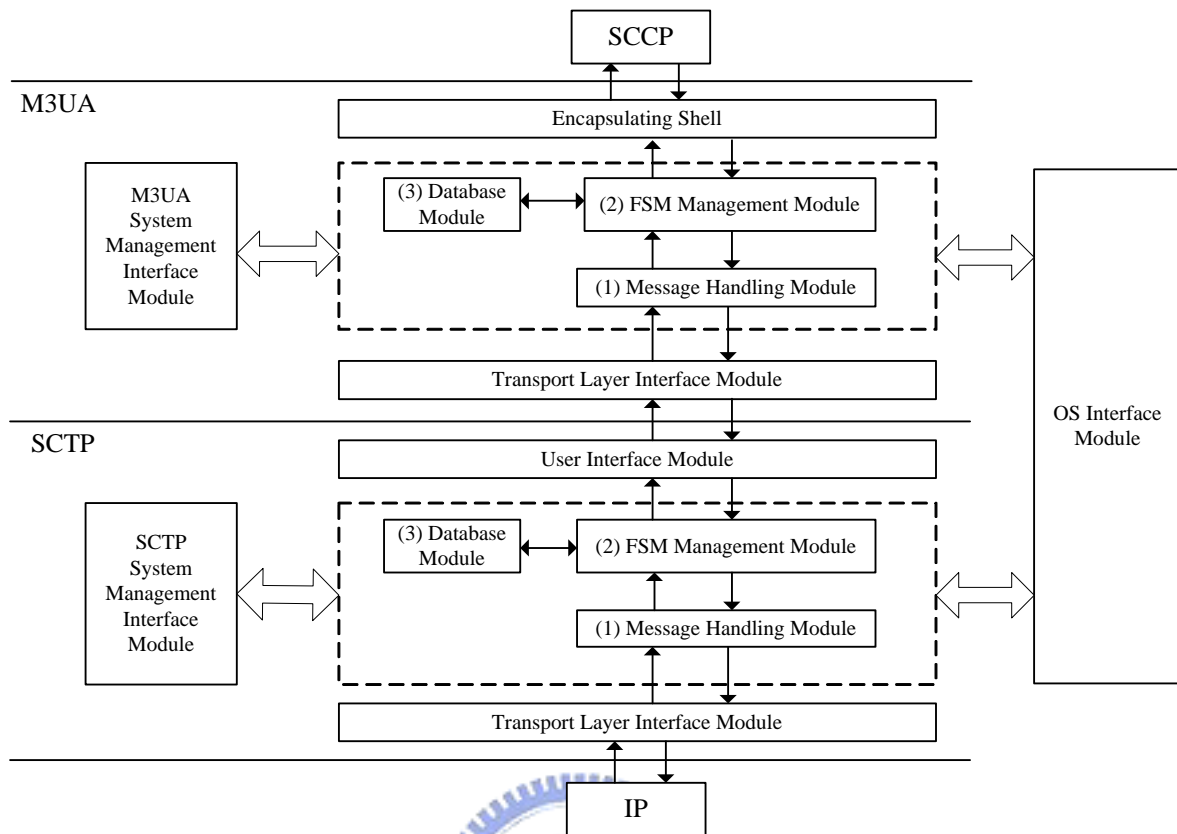 SCCP
M3UA
Encapsulating Shell
M3UA
System
Management
Interface
Module
(3) Database
Module
(2) FSM Management Module
(1) Message Handling Module
Transport Layer Interface Module
OS Interface
Module
SCTP
User Interface Module
SCTP
System
Management
Interface
Module
(3) Database
Module
(2) FSM Management Module
(1) Message Handling Module
Transport Layer Interface Module
IP